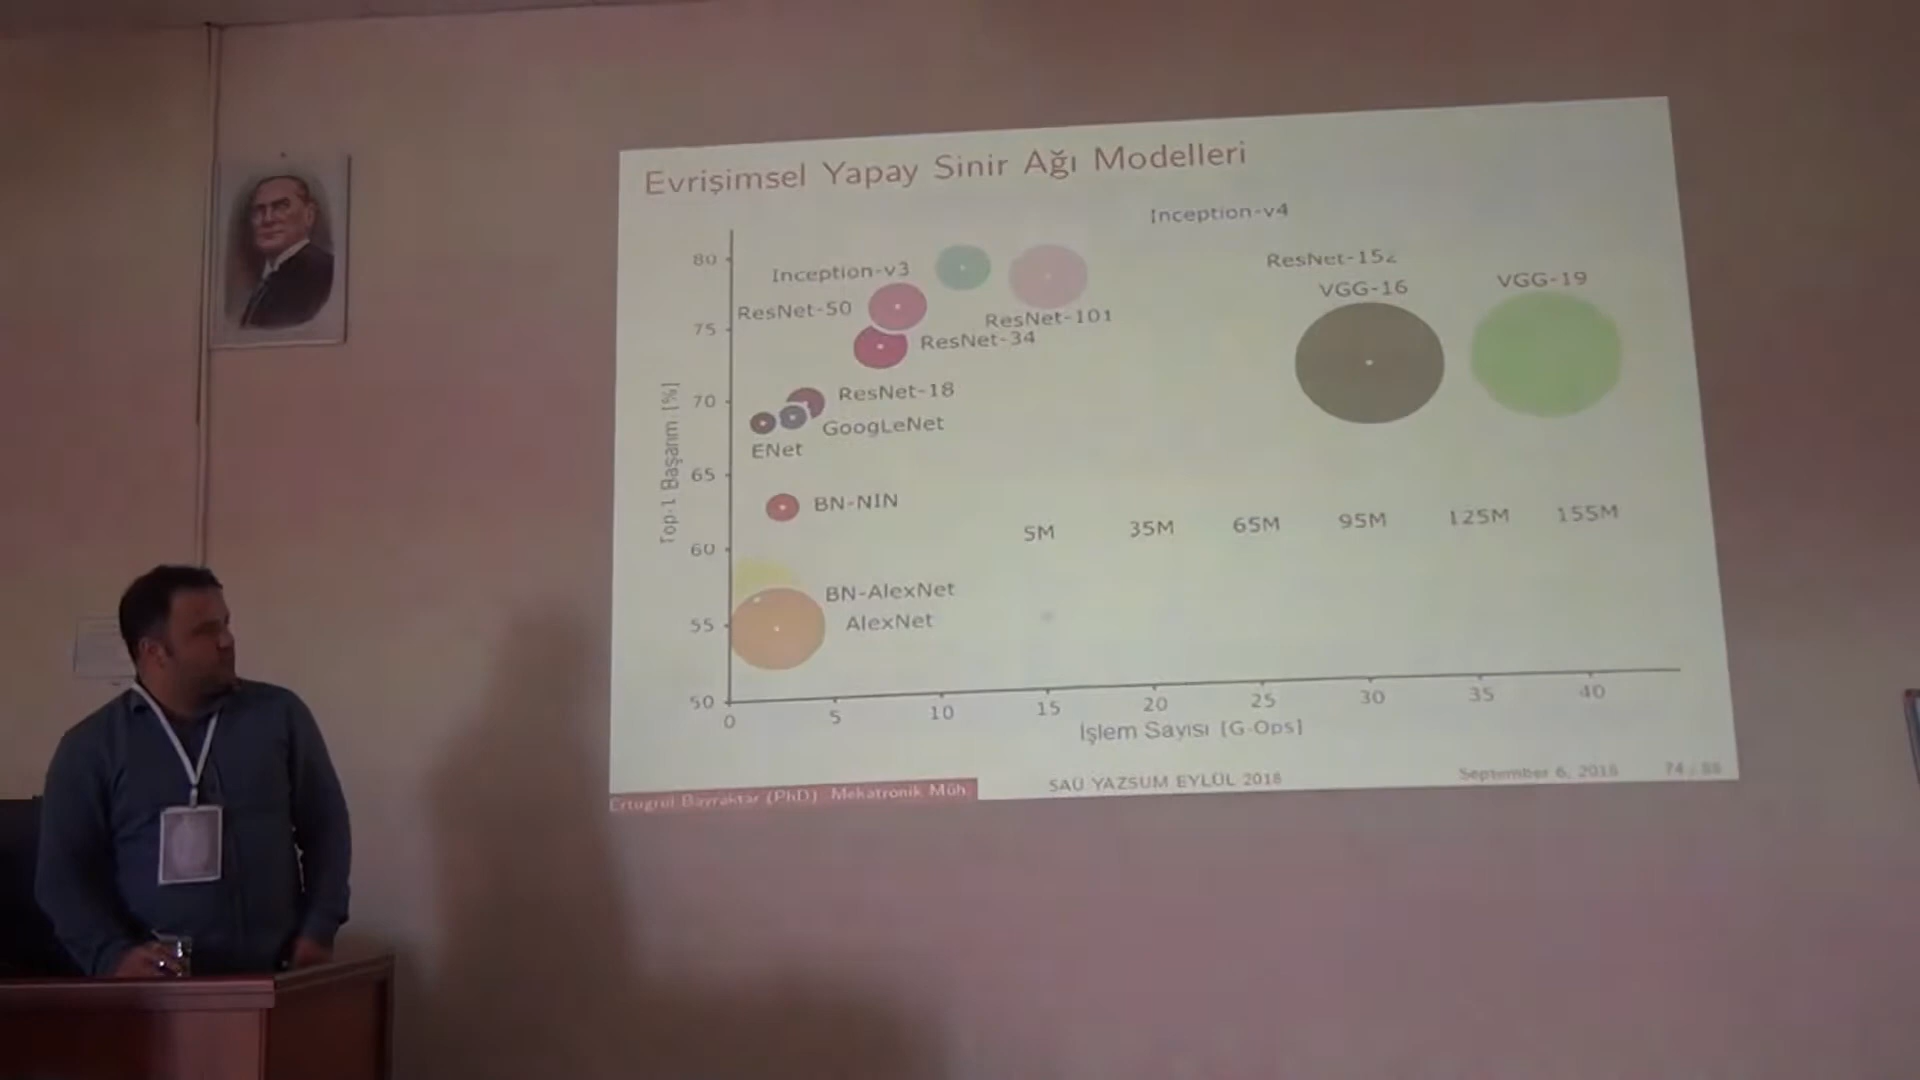 Evrişimsel Yapay Sinir Ağı Modelleri
Inception-v4
80
Inception-v3
ResNet-152
VGG-16
VGG-19
ResNet-50
75
ResNet-101
ResNet-34
70
ResNet-18
GoogLeNet
ENet
Top-1 Başarım [%]
65
BN-NIN
5M 35M 65M 95M 125M 155M
60
BN-AlexNet
55
AlexNet
50
0 5 10 15 20 25 30 35 40
İşlem Sayısı [G-Ops]
Ertuğrul Bayraktar (PhD) Mekatronik Müh. SAÜ YAZSUM EYLÜL 2018 September 6, 2018 74 / 88